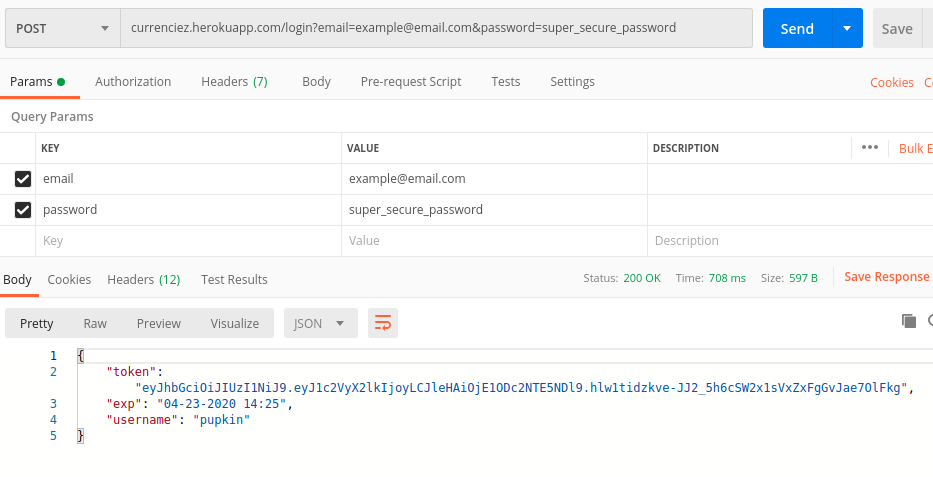 POST currenciez.herokuapp.com/login?email=example@email.com&password=super_secure_password Send Save
Params Authorization Headers (7) Body Pre-request Script Tests Settings Cookies
Query Params
KEY VALUE DESCRIPTION ••• Bulk E
email example@email.com
password super_secure_password
Key Value Description
Body Cookies Headers (12) Test Results Status: 200 OK Time: 708 ms Size: 597 B Save Response
Pretty Raw Preview Visualize JSON
1 {
2 "token":
"eyJhbGciOiJIUzI1NiJ9.eyJ1c2VyX2lkIjoyLCJleHAiOjE1ODc2NTE5NDl9.hlw1tidzkve-JJ2_5h6cSW2x1sVxZxFgGvJae7OlFkg",
3 "exp": "04-23-2020 14:25",
4 "username": "pupkin"
5 }